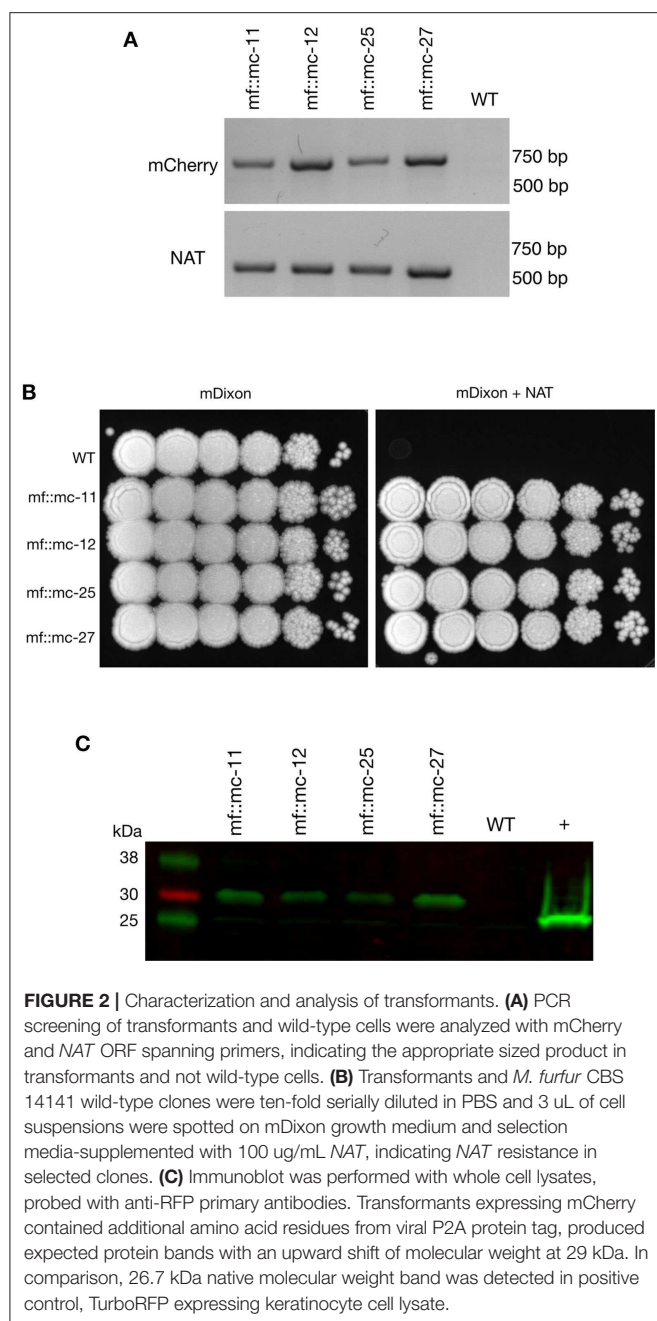 A
mf::mc-11
mf::mc-12
mf::mc-25
mf::mc-27
WT
mCherry
750 bp
500 bp
NAT
750 bp
500 bp
B
mDixon
mDixon + NAT
WT
mf::mc-11
mf::mc-12
mf::mc-25
mf::mc-27
C
mf::mc-11
mf::mc-12
mf::mc-25
mf::mc-27
WT
+
kDa
38
30
25
FIGURE 2 | Characterization and analysis of transformants. (A) PCR
screening of transformants and wild-type cells were analyzed with mCherry
and NAT ORF spanning primers, indicating the appropriate sized product in
transformants and not wild-type cells. (B) Transformants and M. furfur CBS
14141 wild-type clones were ten-fold serially diluted in PBS and 3 uL of cell
suspensions were spotted on mDixon growth medium and selection
media-supplemented with 100 ug/mL NAT, indicating NAT resistance in
selected clones. (C) Immunoblot was performed with whole cell lysates,
probed with anti-RFP primary antibodies. Transformants expressing mCherry
contained additional amino acid residues from viral P2A protein tag, produced
expected protein bands with an upward shift of molecular weight at 29 kDa. In
comparison, 26.7 kDa native molecular weight band was detected in positive
control, TurboRFP expressing keratinocyte cell lysate.